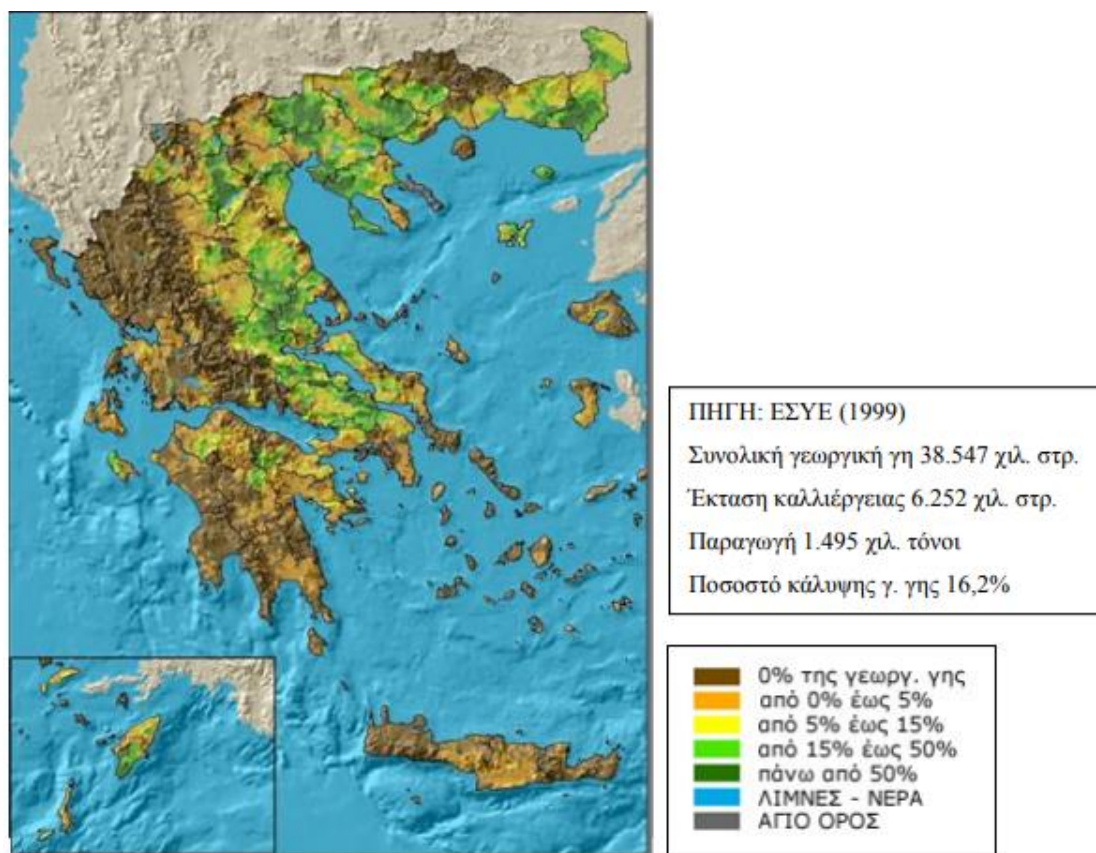 ΠΗΓΗ: ΕΣΥΕ (1999)
Συνολική γεωργική γη 38.547 χιλ. στρ.
Έκταση καλλιέργειας 6.252 χιλ. στρ.
Παραγωγή 1.495 χιλ. τόνοι
Ποσοστό κάλυψης γ. γης 16,2%
0% της γεωργ. γης
από 0% έως 5%
από 5% έως 15%
από 15% έως 50%
πάνω από 50%
ΛΙΜΝΕΣ - ΝΕΡΑ
ΑΓΙΟ ΟΡΟΣ